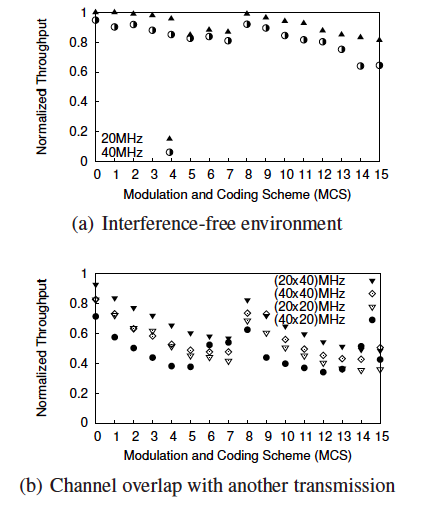 1
0.8
0.6
0.4
0.2
0
Normalized Throughput
20MHz
40MHz
0 1 2 3 4 5 6 7 8 9 10 11 12 13 14 15
Modulation and Coding Scheme (MCS)
(a) Interference-free environment
1
0.8
0.6
0.4
0.2
0
Normalized Throughput
(20x40)MHz
(40x40)MHz
(20x20)MHz
(40x20)MHz
0 1 2 3 4 5 6 7 8 9 10 11 12 13 14 15
Modulation and Coding Scheme (MCS)
(b) Channel overlap with another transmission